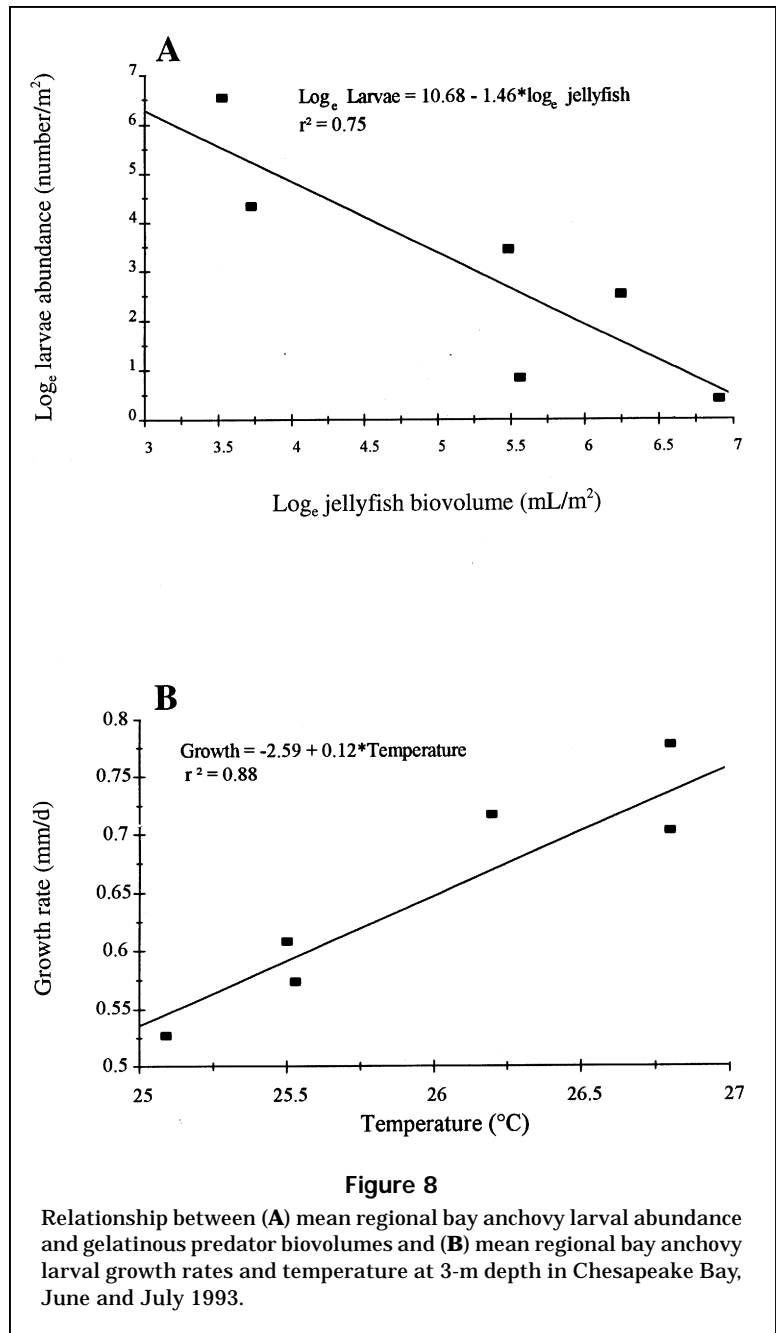 A
Logₑ Larvae = 10.68 - 1.46*logₑ jellyfish
r² = 0.75
Logₑ larvae abundance (number/m²)
7
6
5
4
3
2
1
0
3 3.5 4 4.5 5 5.5 6 6.5 7
Logₑ jellyfish biovolume (mL/m²)
B
Growth = -2.59 + 0.12*Temperature
r² = 0.88
Growth rate (mm/d)
0.8
0.75
0.7
0.65
0.6
0.55
0.5
25 25.5 26 26.5 27
Temperature (°C)
Figure 8
Relationship between (A) mean regional bay anchovy larval abundance
and gelatinous predator biovolumes and (B) mean regional bay anchovy
larval growth rates and temperature at 3-m depth in Chesapeake Bay,
June and July 1993.